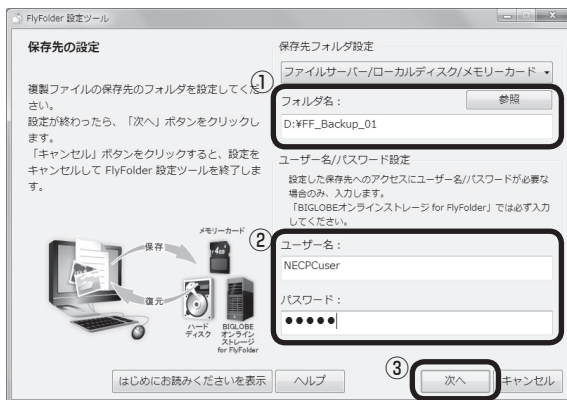 FlyFolder 設定ツール
保存先の設定
複製ファイルの保存先のフォルダを設定してくだ
さい。
設定が終わったら、「次へ」ボタンをクリックし
ます。
「キャンセル」ボタンをクリックすると、設定を
キャンセルして FlyFolder 設定ツールを終了しま
す。
メモリーカード
保存
4GB
復元
ハード
ディスク
BIGLOBE
オンライン
ストレージ
for FlyFolder
保存先フォルダ設定
ファイルサーバー/ローカルディスク/メモリーカード
①
フォルダ名：
参照
D:¥FF_Backup_01
ユーザー名/パスワード設定
設定した保存先へのアクセスにユーザー名/パスワードが必要な
場合のみ、入力します。
「BIGLOBEオンラインストレージ for FlyFolder」では必ず入力
してください。
②
ユーザー名：
NECPCuser
パスワード：
●●●●●
③
はじめにお読みくださいを表示
ヘルプ
次へ
キャンセル